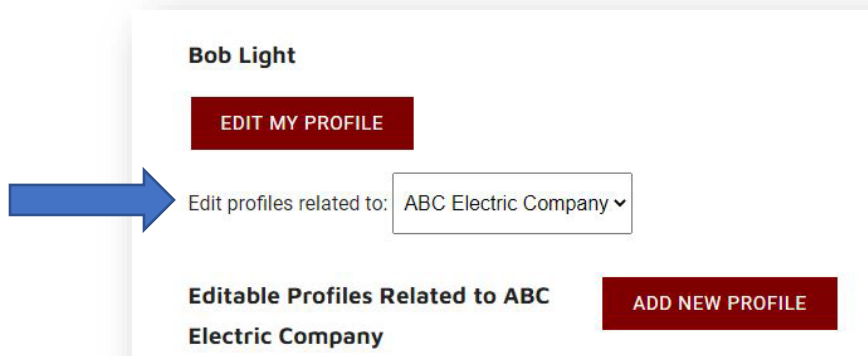 Bob Light
EDIT MY PROFILE
Edit profiles related to: ABC Electric Company
Editable Profiles Related to ABC
Electric Company
ADD NEW PROFILE